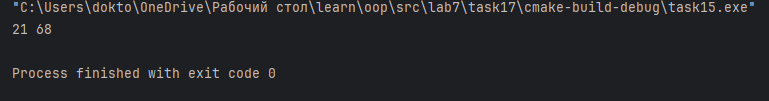 "C:\Users\dokto\OneDrive\Рабочий стол\learn\oop\src\lab7\task17\cmake-build-debug\task15.exe"
21 68
Process finished with exit code 0